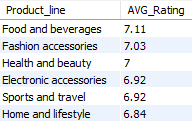 Product_line AVG_Rating
Food and beverages 7.11
Fashion accessories 7.03
Health and beauty 7
Electronic accessories 6.92
Sports and travel 6.92
Home and lifestyle 6.84